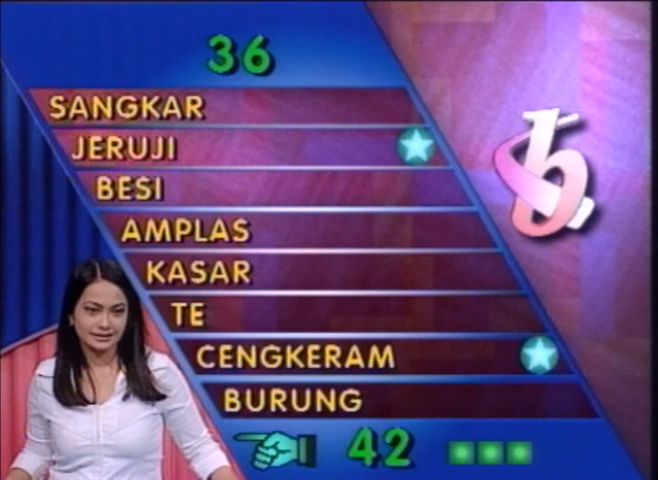 36
SANGKAR
JERUJI
BESI
AMPLAS
KASAR
TE
CENGKERAM
BURUNG
42